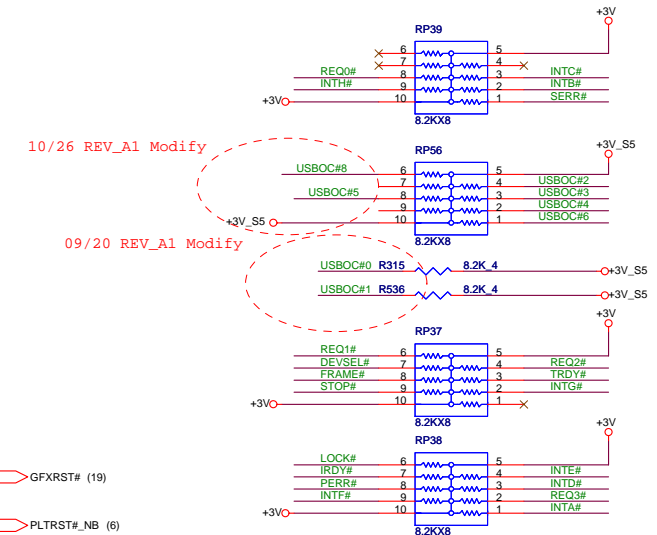 +3V
RP39
6 5
7 4
REQ0# 8 3 INTC#
INTH# 9 2 INTB#
+3V 10 1 SERR#
8.2KX8
10/26 REV_A1 Modify
+3V_S5
RP56
USBOC#8 6 5
7 4 USBOC#2
USBOC#5 8 3 USBOC#3
9 2 USBOC#4
+3V_S5 10 1 USBOC#6
8.2KX8
09/20 REV_A1 Modify
USBOC#0 R315 8.2K_4 +3V_S5
USBOC#1 R536 8.2K_4 +3V_S5
+3V
RP37
REQ1# 6 5
DEVSEL# 7 4 REQ2#
FRAME# 8 3 TRDY#
STOP# 9 2 INTG#
+3V 10 1
8.2KX8
+3V
RP38
LOCK# 6 5
IRDY# 7 4 INTE#
PERR# 8 3 INTD#
INTF# 9 2 REQ3#
+3V 10 1 INTA#
8.2KX8
GFXRST# (19)
PLTRST#_NB (6)